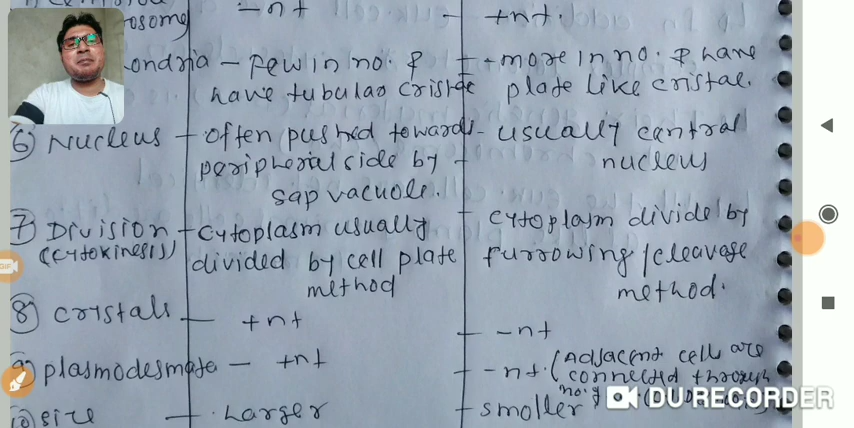 -nt - +nt.
ondria - Few in no. & - more in no. & have
have tubular cristae plate like cristae.
⑥ Nucleus - often pushed towards - usually central
peripheral side by nucleus
sap vacuole.
⑦ Division - cytoplasm usually - cytoplasm divide by
(cytokinesis) divided by cell plate furrowing/cleavage
method method.
⑧ cristals - +nt - -nt
⑨ plasmodesmata - +nt - -nt. (Adjacent cell are
connected through
⑩ size - Larger - smaller
DU RECORDER
GIF